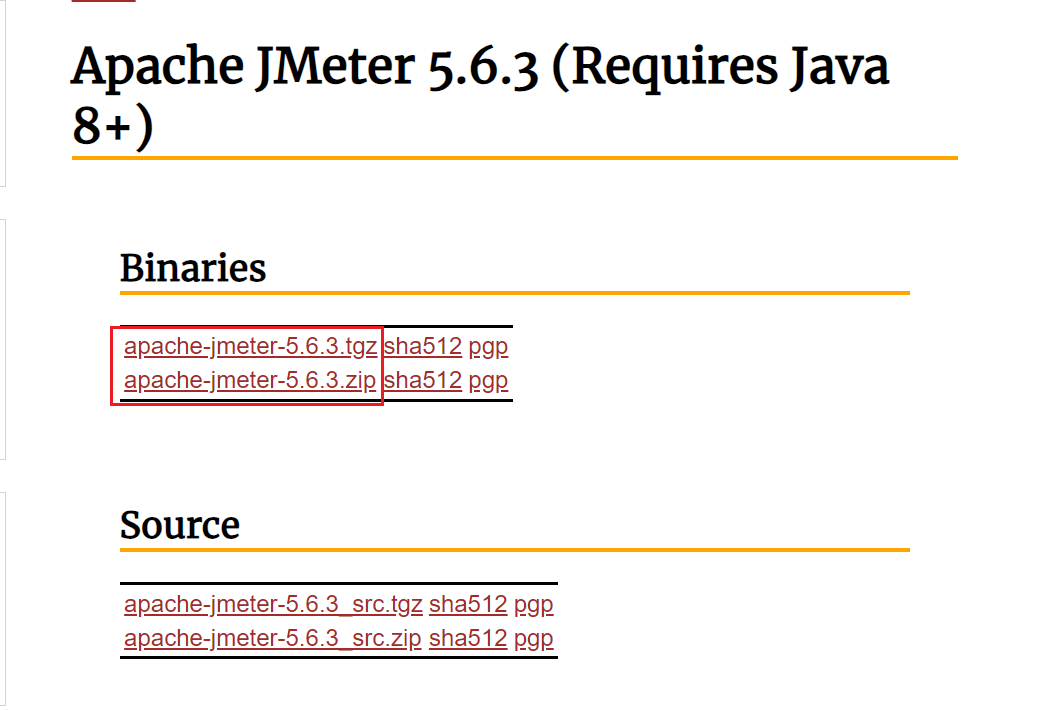 Apache JMeter 5.6.3 (Requires Java
8+)
Binaries
apache-jmeter-5.6.3.tgz sha512 pgp
apache-jmeter-5.6.3.zip sha512 pgp
Source
apache-jmeter-5.6.3_src.tgz sha512 pgp
apache-jmeter-5.6.3_src.zip sha512 pgp